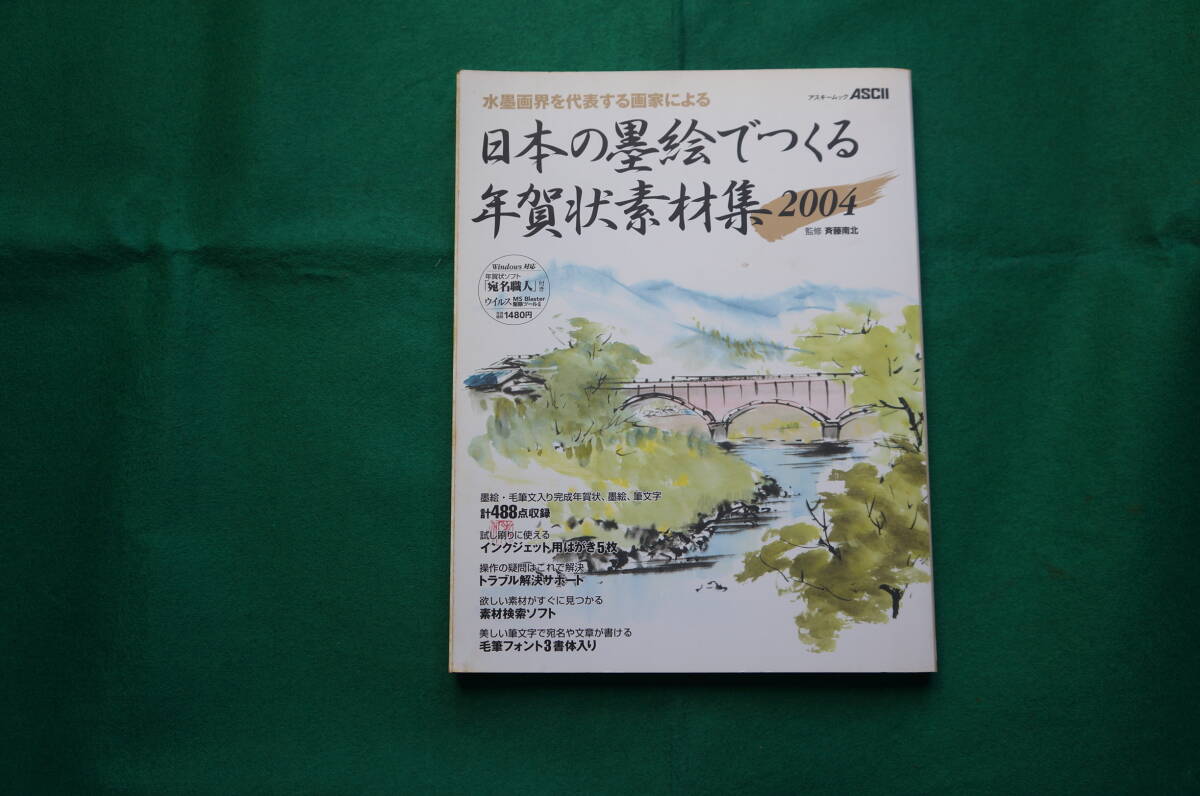 水墨画界を代表する画家による
アスキームック ASCII
日本の墨絵でつくる
年賀状素材集 2004
監修 斉藤南北
Windows 対応
年賀状ソフト
「宛名職人」付き
ウイルス MS Blaster
駆除ツールも
1480円
墨絵・毛筆文入り完成年賀状、墨絵、筆文字
計488点収録
試し刷りに使える
インクジェット用はがき5枚
操作の疑問はこれで解決
トラブル解決サポート
欲しい素材がすぐに見つかる
素材検索ソフト
美しい筆文字で宛名や文章が書ける
毛筆フォント3書体入り